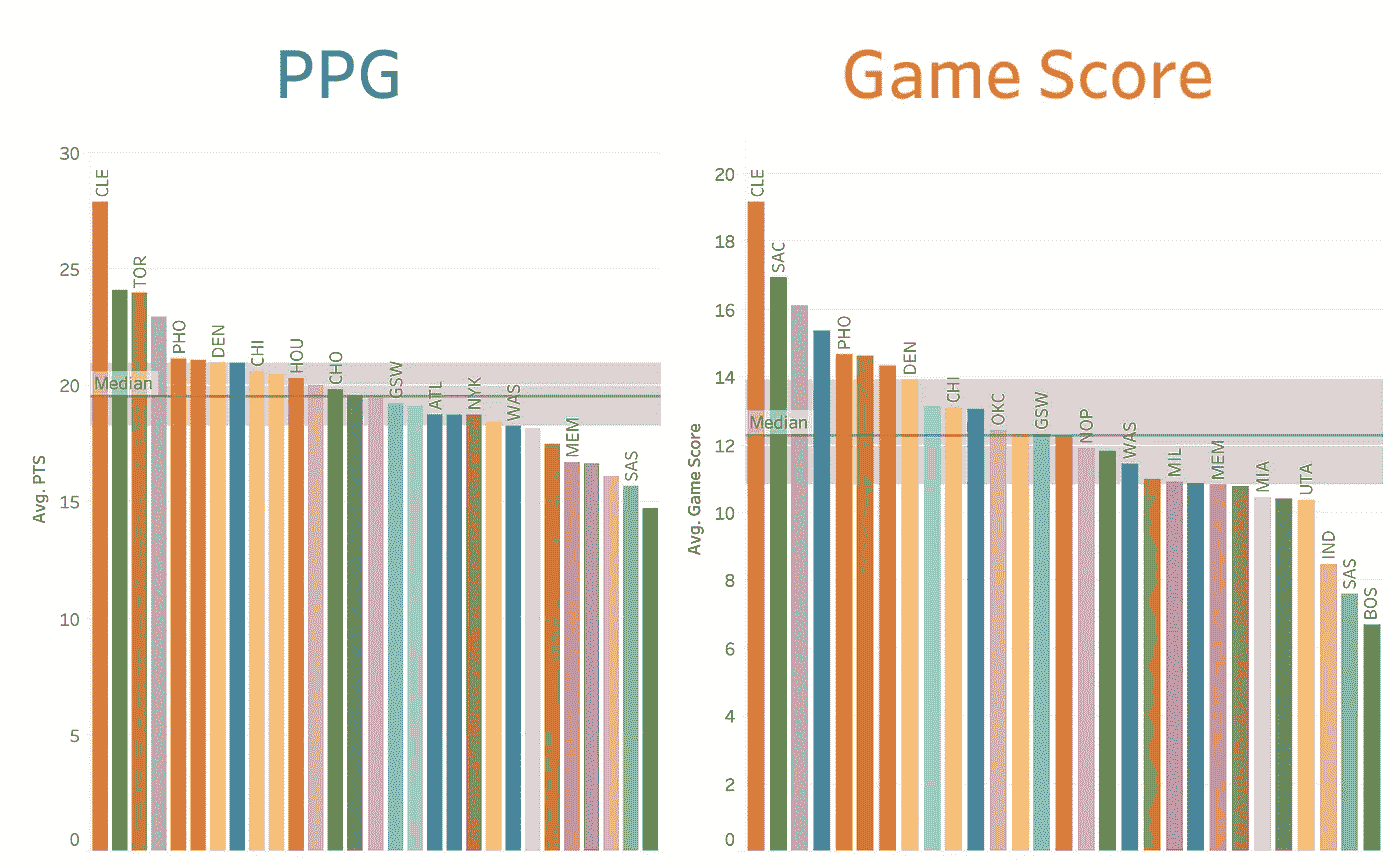 PPG
Game Score
Avg. PTS
30
25
20
15
10
5
0
Median
CLE
TOR
PHO
DEN
CHI
HOU
CHO
GSW
ATL
NYK
WAS
MEM
SAS
Avg. Game Score
20
18
16
14
12
10
8
6
4
2
0
Median
CLE
SAC
PHO
DEN
CHI
OKC
GSW
NOP
WAS
MIL
MEM
MIA
UTA
IND
SAS
BOS